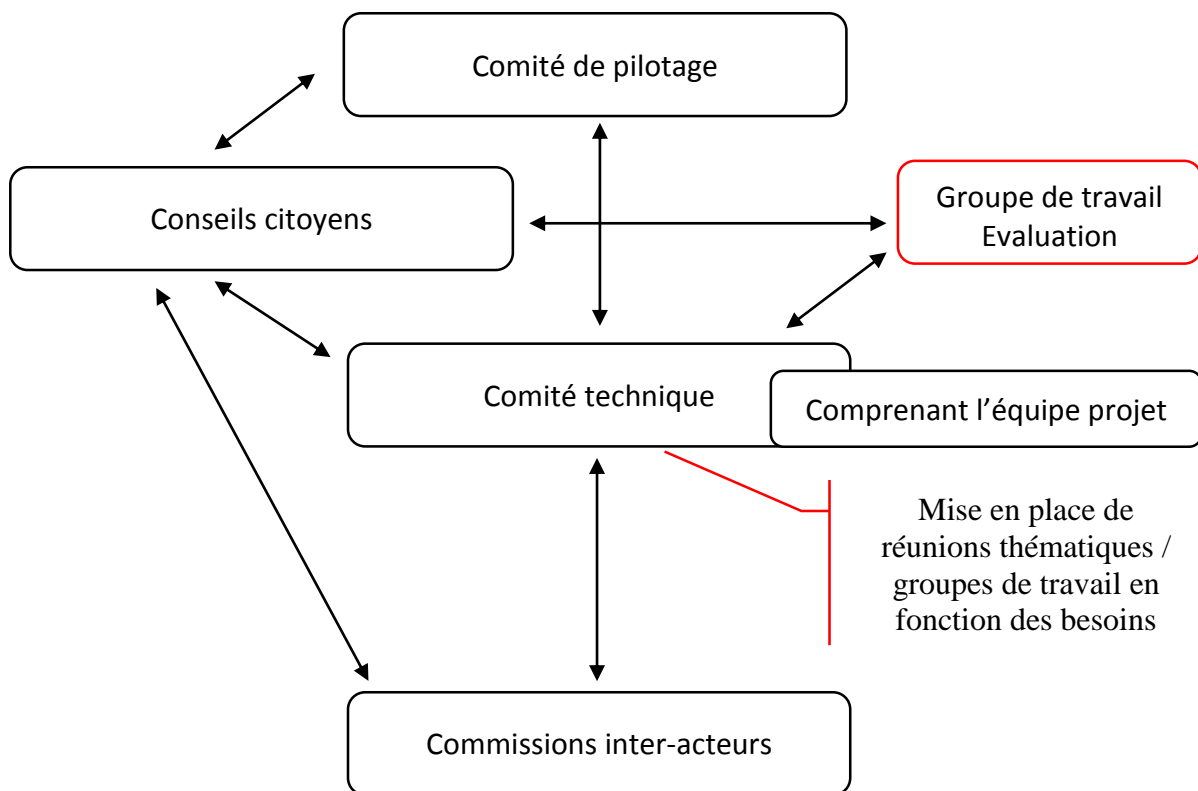 Comité de pilotage
Conseils citoyens
Groupe de travail
Evaluation
Comité technique
Comprenant l’équipe projet
Mise en place de
réunions thématiques /
groupes de travail en
fonction des besoins
Commissions inter-acteurs